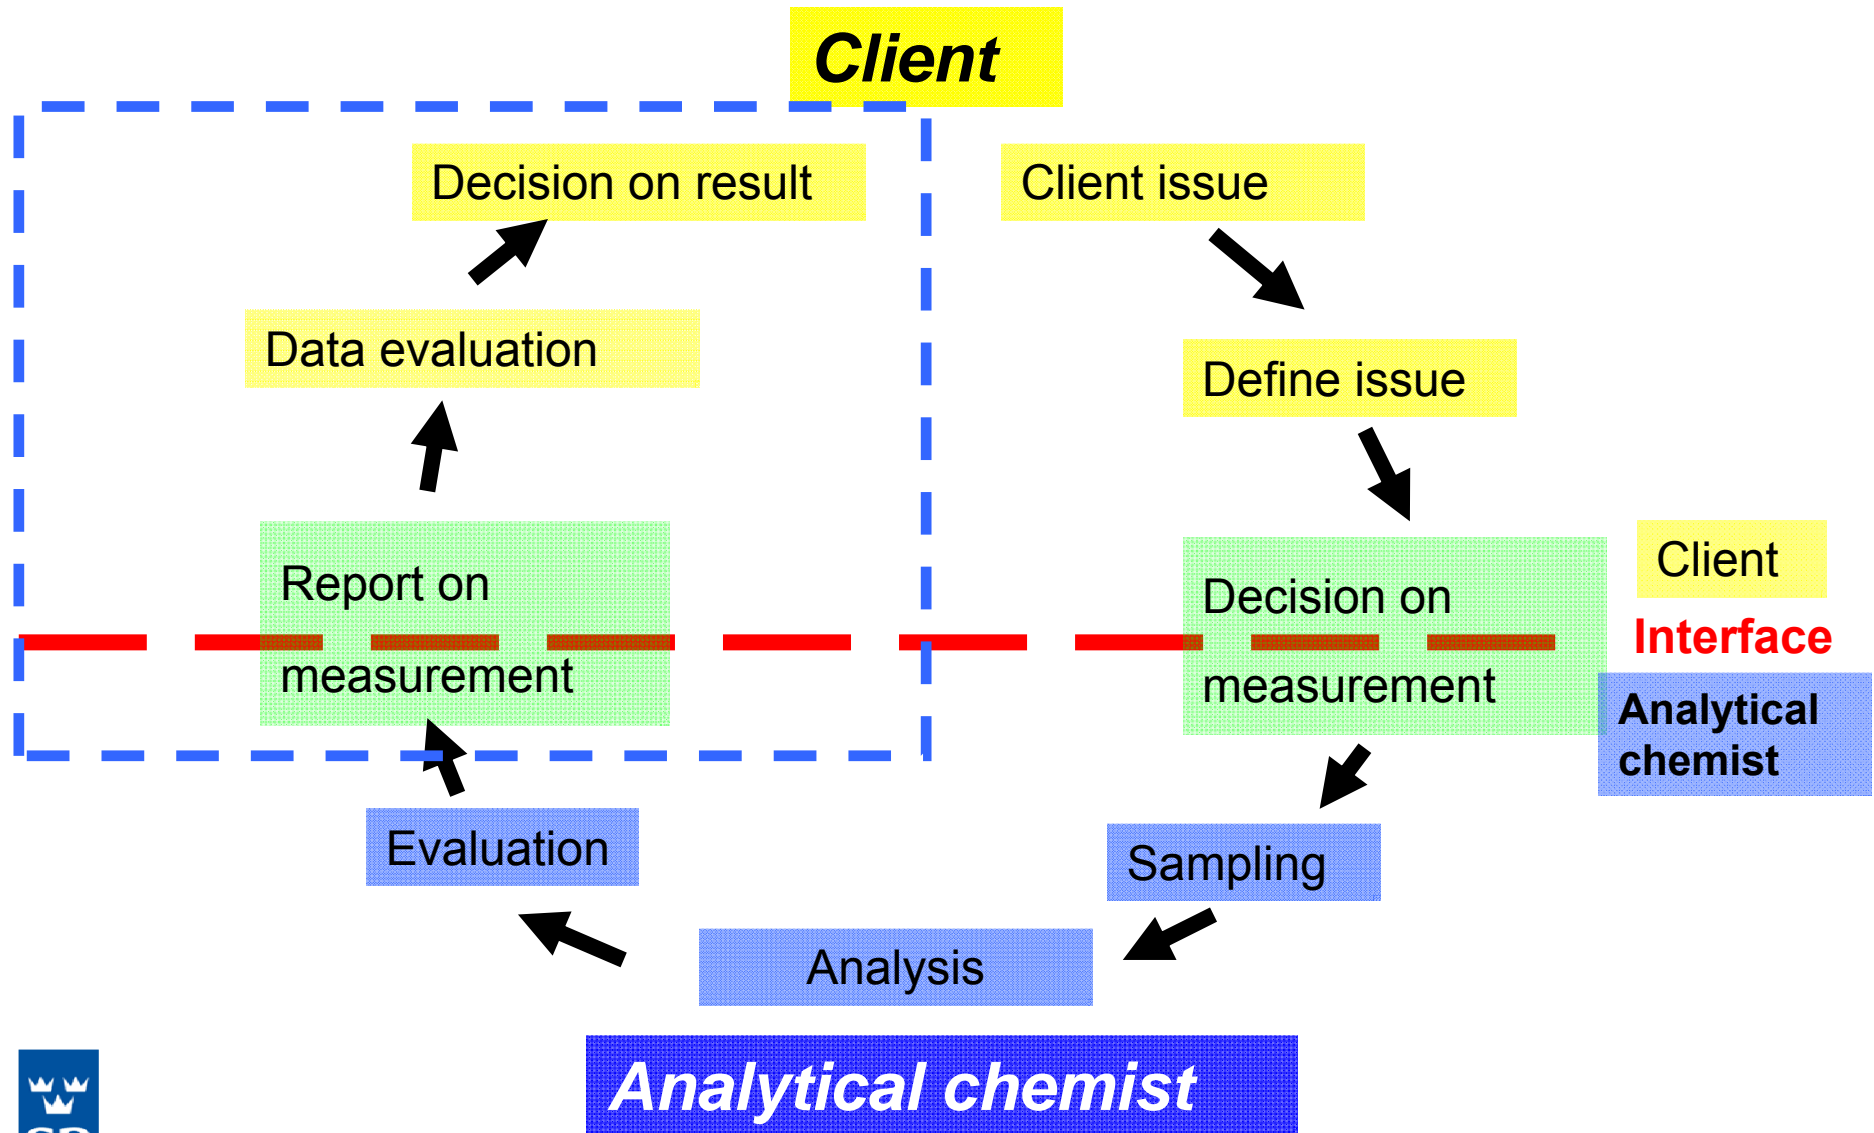 Client
Decision on result
Client issue
Data evaluation
Define issue
Report on
measurement
Decision on
measurement
Client
Interface
Analytical
chemist
Evaluation
Sampling
Analysis
Analytical chemist